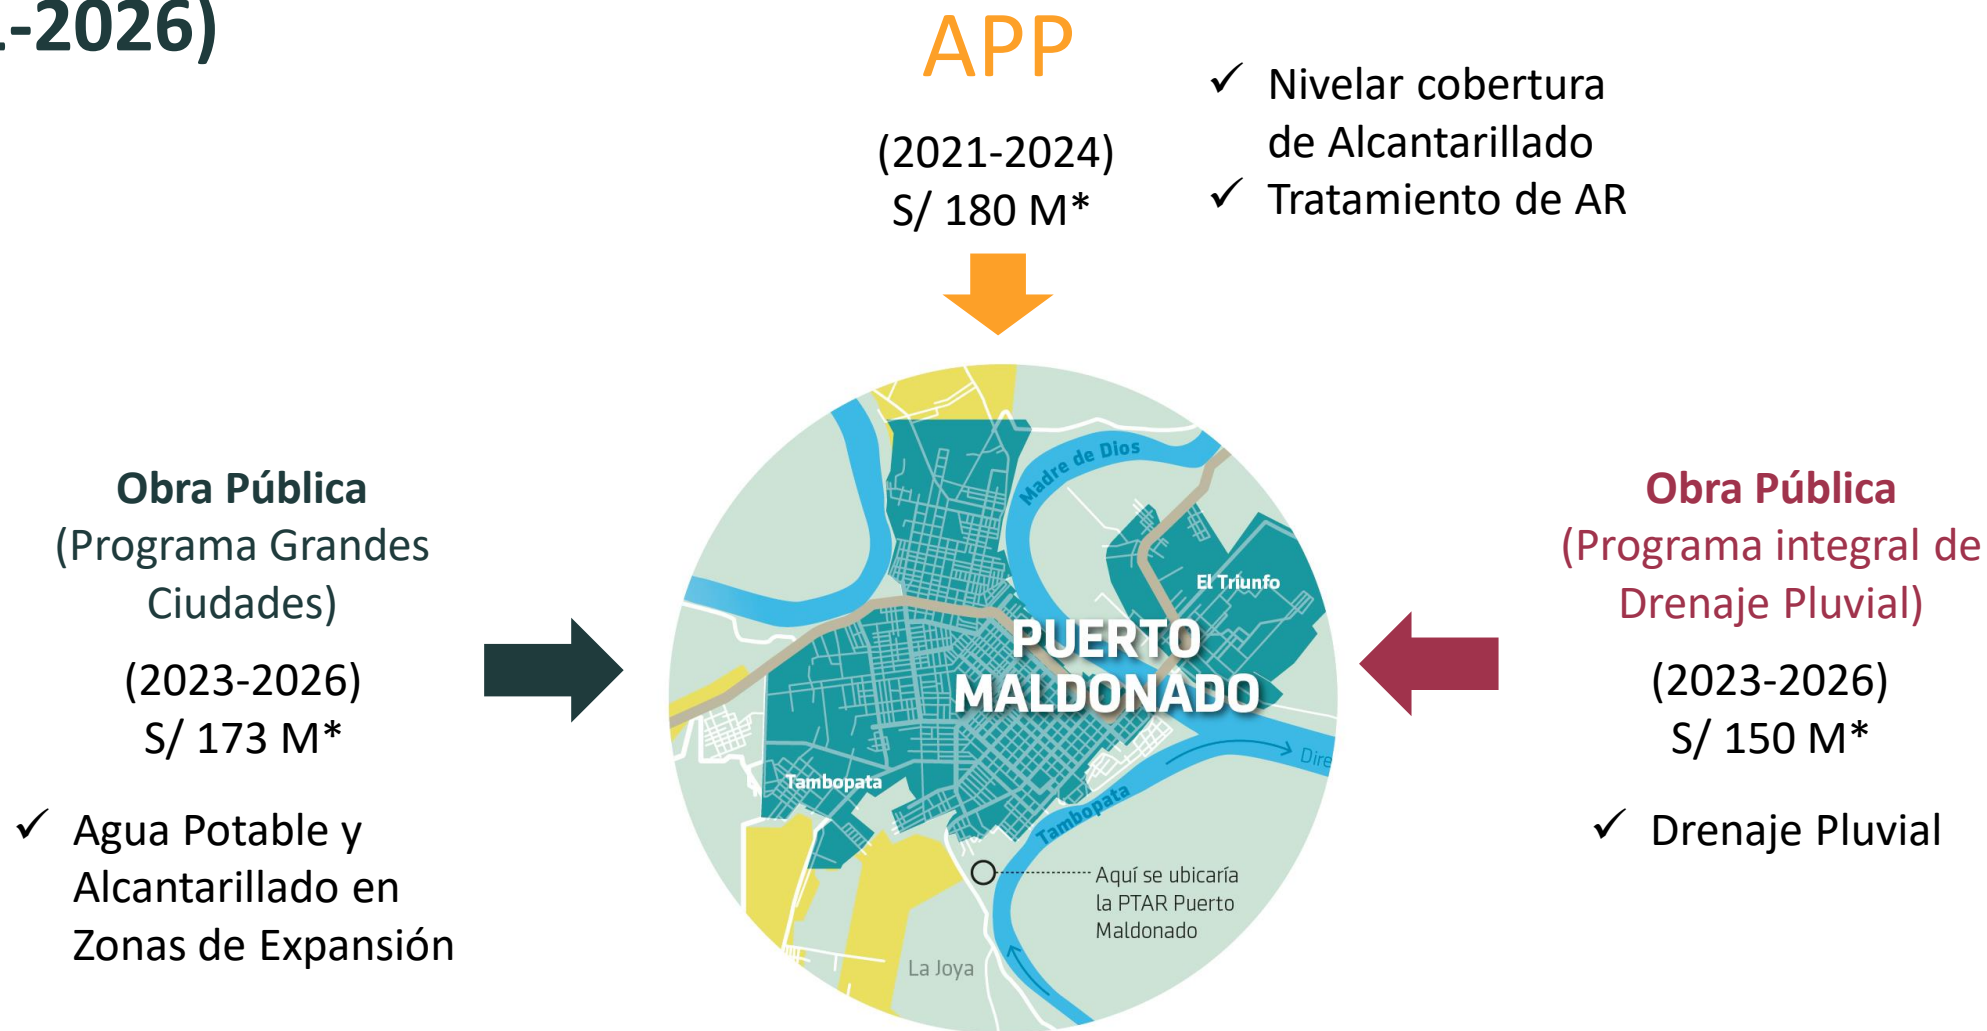 -2026)
APP
(2021-2024)
S/ 180 M*
✓ Nivelar cobertura
de Alcantarillado
✓ Tratamiento de AR
Obra Pública
(Programa Grandes
Ciudades)
(2023-2026)
S/ 173 M*
✓ Agua Potable y
Alcantarillado en
Zonas de Expansión
Madre de Dios
El Triunfo
PUERTO
MALDONADO
Tambopata
Tambopata
Dire
Aquí se ubicaría
la PTAR Puerto
Maldonado
La Joya
Obra Pública
(Programa integral de
Drenaje Pluvial)
(2023-2026)
S/ 150 M*
✓ Drenaje Pluvial